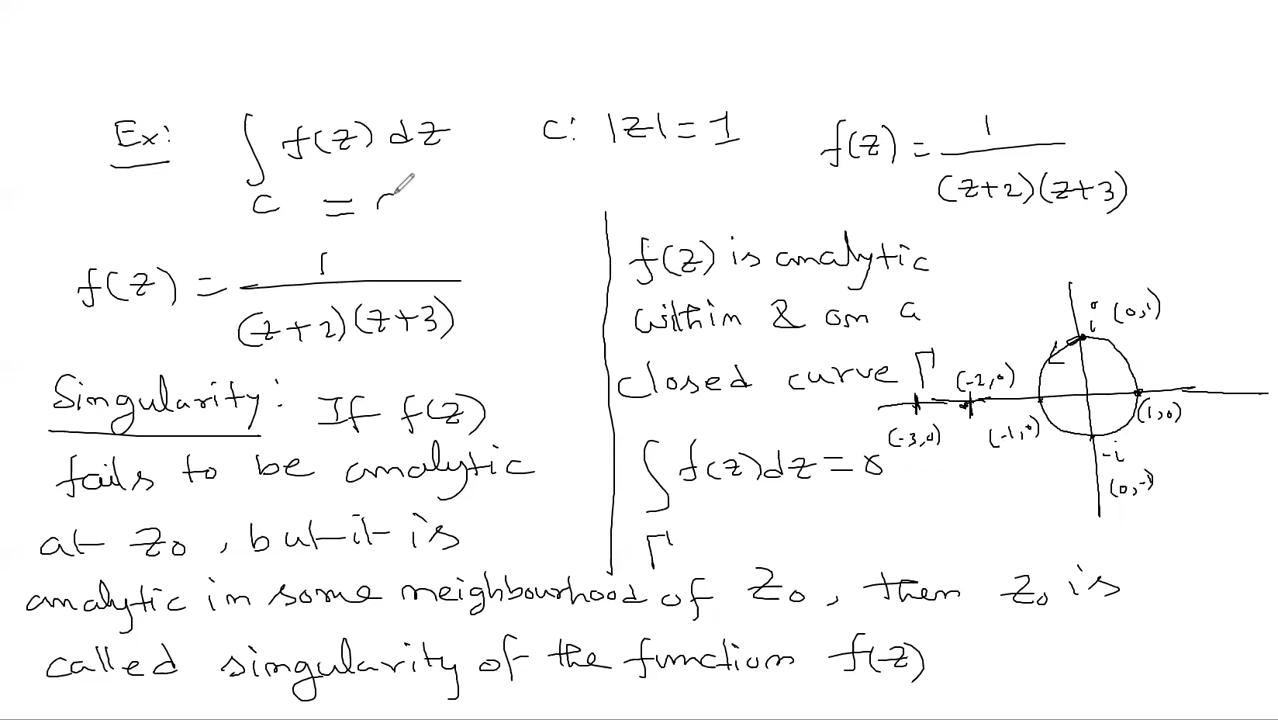 Ex: ∫_C f(z) dz = C: |z| = 1 f(z) = 1/((z+2)(z+3))
f(z) = 1/((z+2)(z+3))
Singularity: If f(z)
fails to be analytic
at z₀, but it is
analytic in some neighbourhood of z₀, then z₀ is
called singularity of the function f(z)
f(z) is analytic
within & on a
closed curve Γ
∫_Γ f(z)dz = 0
i (0,1)
(-2,0)
(-3,0) (-1,0) (1,0)
-i
(0,-1)